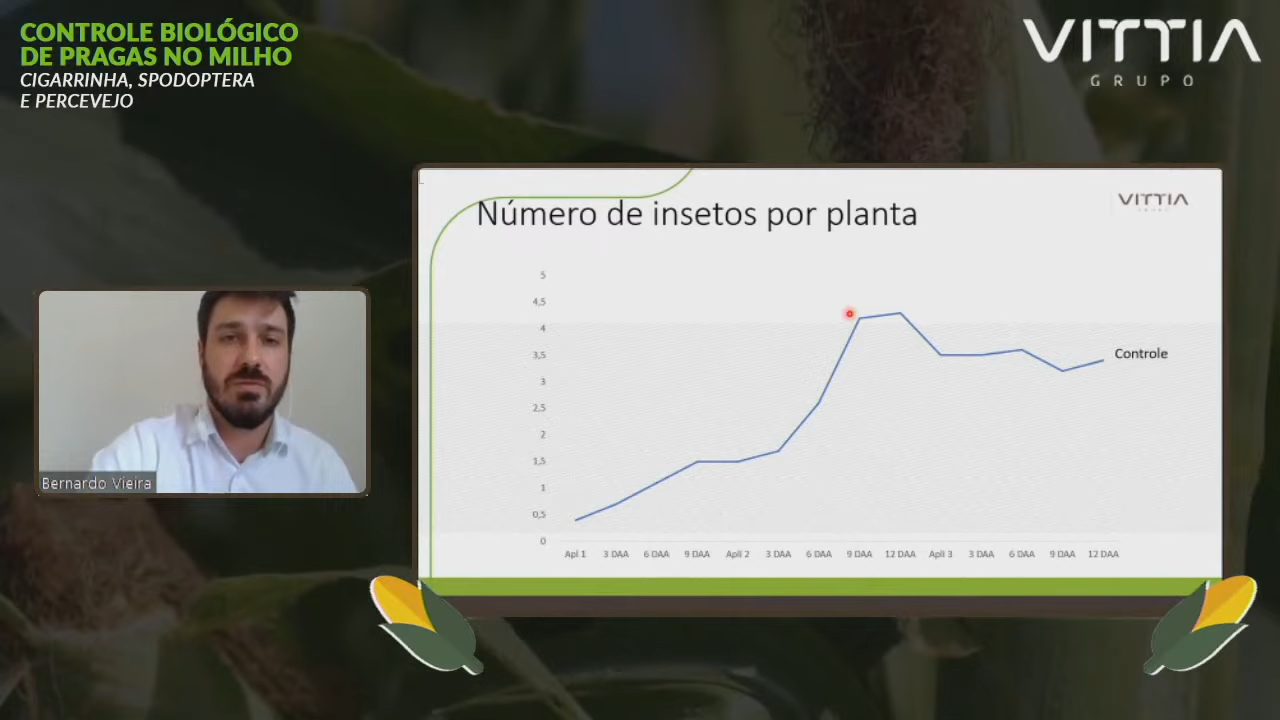 CONTROLE BIOLÓGICO
DE PRAGAS NO MILHO
CIGARRINHA, SPODOPTERA
E PERCEVEJO
VITTIA
GRUPO
Número de insetos por planta
VITTIA
5
4,5
4
3,5
3
2,5
2
1,5
1
0,5
0
Controle
Apl 1 3 DAA 6 DAA 9 DAA Apli 2 3 DAA 6 DAA 9 DAA 12 DAA Apli 3 3 DAA 6 DAA 9 DAA 12 DAA
Bernardo Vieira